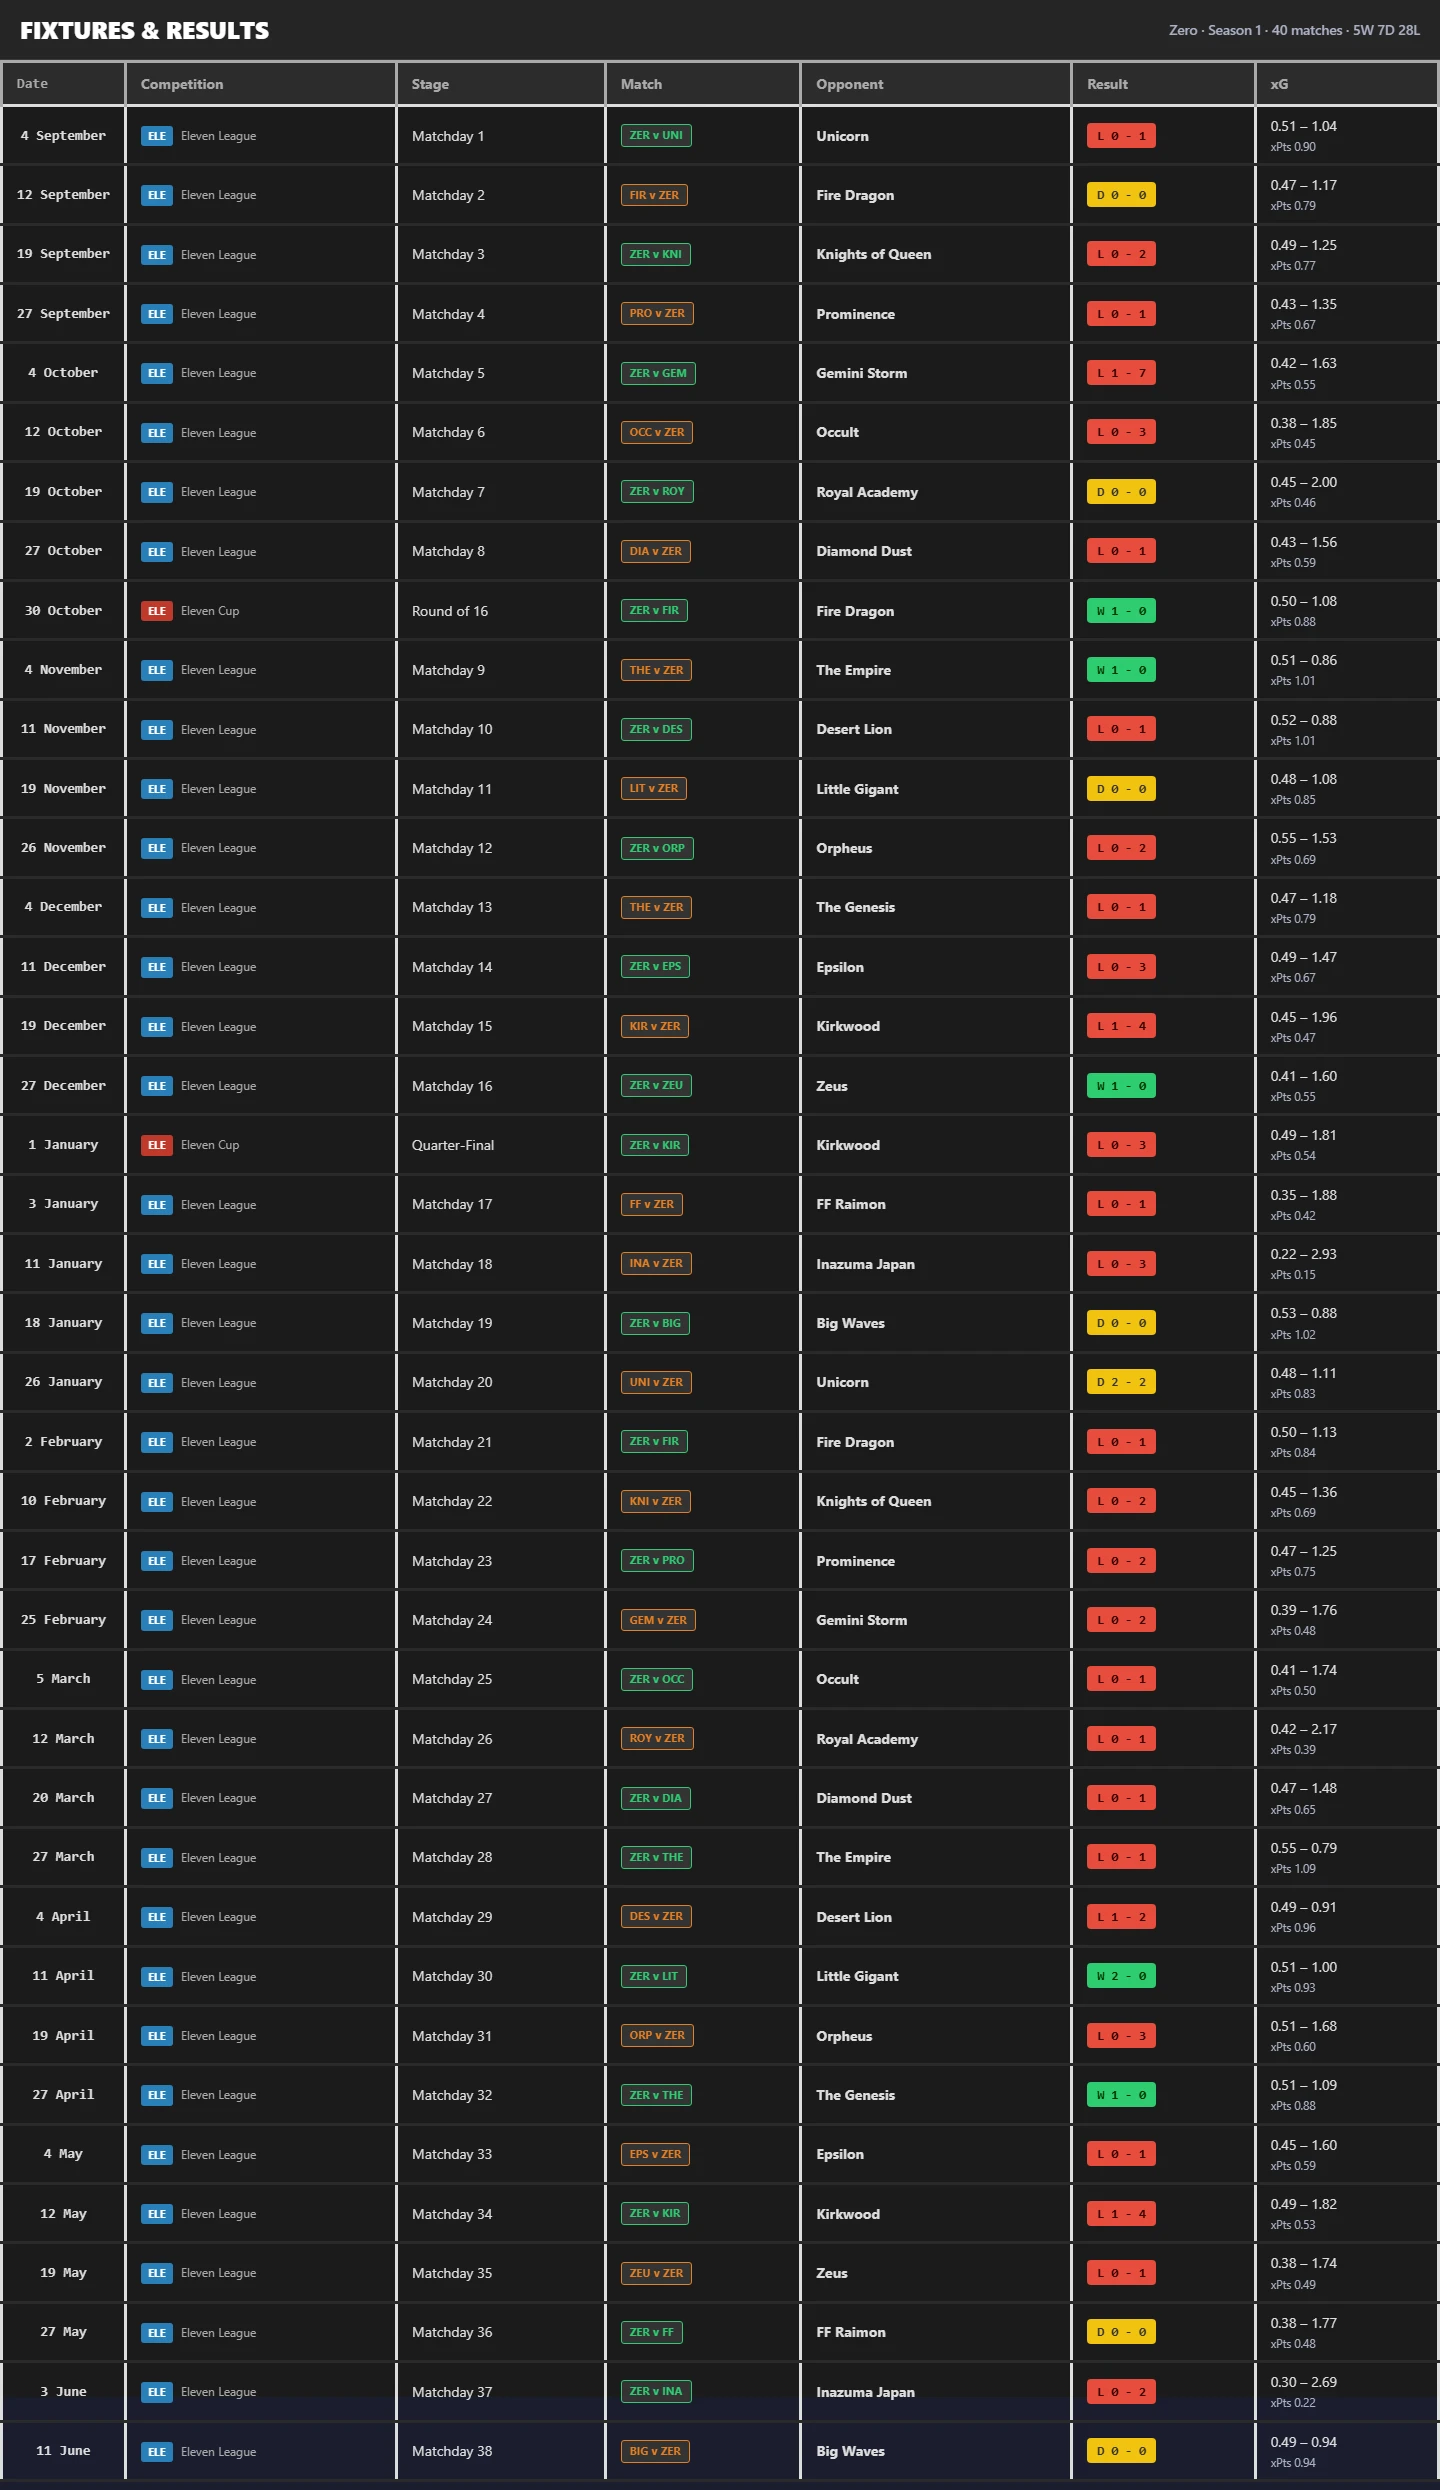 FIXTURES & RESULTS
Zero · Season 1 · 40 matches · 5W 7D 28L
Date Competition Stage Match Opponent Result xG
4 September ELE Eleven League Matchday 1 ZER v UNI Unicorn L 0 - 1 0.51 – 1.04
xPts 0.90
12 September ELE Eleven League Matchday 2 FIR v ZER Fire Dragon D 0 - 0 0.47 – 1.17
xPts 0.79
19 September ELE Eleven League Matchday 3 ZER v KNI Knights of Queen L 0 - 2 0.49 – 1.25
xPts 0.77
27 September ELE Eleven League Matchday 4 PRO v ZER Prominence L 0 - 1 0.43 – 1.35
xPts 0.67
4 October ELE Eleven League Matchday 5 ZER v GEM Gemini Storm L 1 - 7 0.42 – 1.63
xPts 0.55
12 October ELE Eleven League Matchday 6 OCC v ZER Occult L 0 - 3 0.38 – 1.85
xPts 0.45
19 October ELE Eleven League Matchday 7 ZER v ROY Royal Academy D 0 - 0 0.45 – 2.00
xPts 0.46
27 October ELE Eleven League Matchday 8 DIA v ZER Diamond Dust L 0 - 1 0.43 – 1.56
xPts 0.59
30 October ELE Eleven Cup Round of 16 ZER v FIR Fire Dragon W 1 - 0 0.50 – 1.08
xPts 0.88
4 November ELE Eleven League Matchday 9 THE v ZER The Empire W 1 - 0 0.51 – 0.86
xPts 1.01
11 November ELE Eleven League Matchday 10 ZER v DES Desert Lion L 0 - 1 0.52 – 0.88
xPts 1.01
19 November ELE Eleven League Matchday 11 LIT v ZER Little Gigant D 0 - 0 0.48 – 1.08
xPts 0.85
26 November ELE Eleven League Matchday 12 ZER v ORP Orpheus L 0 - 2 0.55 – 1.53
xPts 0.69
4 December ELE Eleven League Matchday 13 THE v ZER The Genesis L 0 - 1 0.47 – 1.18
xPts 0.79
11 December ELE Eleven League Matchday 14 ZER v EPS Epsilon L 0 - 3 0.49 – 1.47
xPts 0.67
19 December ELE Eleven League Matchday 15 KIR v ZER Kirkwood L 1 - 4 0.45 – 1.96
xPts 0.47
27 December ELE Eleven League Matchday 16 ZER v ZEU Zeus W 1 - 0 0.41 – 1.60
xPts 0.55
1 January ELE Eleven Cup Quarter-Final ZER v KIR Kirkwood L 0 - 3 0.49 – 1.81
xPts 0.54
3 January ELE Eleven League Matchday 17 FF v ZER FF Raimon L 0 - 1 0.35 – 1.88
xPts 0.42
11 January ELE Eleven League Matchday 18 INA v ZER Inazuma Japan L 0 - 3 0.22 – 2.93
xPts 0.15
18 January ELE Eleven League Matchday 19 ZER v BIG Big Waves D 0 - 0 0.53 – 0.88
xPts 1.02
26 January ELE Eleven League Matchday 20 UNI v ZER Unicorn D 2 - 2 0.48 – 1.11
xPts 0.83
2 February ELE Eleven League Matchday 21 ZER v FIR Fire Dragon L 0 - 1 0.50 – 1.13
xPts 0.84
10 February ELE Eleven League Matchday 22 KNI v ZER Knights of Queen L 0 - 2 0.45 – 1.36
xPts 0.69
17 February ELE Eleven League Matchday 23 ZER v PRO Prominence L 0 - 2 0.47 – 1.25
xPts 0.75
25 February ELE Eleven League Matchday 24 GEM v ZER Gemini Storm L 0 - 2 0.39 – 1.76
xPts 0.48
5 March ELE Eleven League Matchday 25 ZER v OCC Occult L 0 - 1 0.41 – 1.74
xPts 0.50
12 March ELE Eleven League Matchday 26 ROY v ZER Royal Academy L 0 - 1 0.42 – 2.17
xPts 0.39
20 March ELE Eleven League Matchday 27 ZER v DIA Diamond Dust L 0 - 1 0.47 – 1.48
xPts 0.65
27 March ELE Eleven League Matchday 28 ZER v THE The Empire L 0 - 1 0.55 – 0.79
xPts 1.09
4 April ELE Eleven League Matchday 29 DES v ZER Desert Lion L 1 - 2 0.49 – 0.91
xPts 0.96
11 April ELE Eleven League Matchday 30 ZER v LIT Little Gigant W 2 - 0 0.51 – 1.00
xPts 0.93
19 April ELE Eleven League Matchday 31 ORP v ZER Orpheus L 0 - 3 0.51 – 1.68
xPts 0.60
27 April ELE Eleven League Matchday 32 ZER v THE The Genesis W 1 - 0 0.51 – 1.09
xPts 0.88
4 May ELE Eleven League Matchday 33 EPS v ZER Epsilon L 0 - 1 0.45 – 1.60
xPts 0.59
12 May ELE Eleven League Matchday 34 ZER v KIR Kirkwood L 1 - 4 0.49 – 1.82
xPts 0.53
19 May ELE Eleven League Matchday 35 ZEU v ZER Zeus L 0 - 1 0.38 – 1.74
xPts 0.49
27 May ELE Eleven League Matchday 36 ZER v FF FF Raimon D 0 - 0 0.38 – 1.77
xPts 0.48
3 June ELE Eleven League Matchday 37 ZER v INA Inazuma Japan L 0 - 2 0.30 – 2.69
xPts 0.22
11 June ELE Eleven League Matchday 38 BIG v ZER Big Waves D 0 - 0 0.49 – 0.94
xPts 0.94